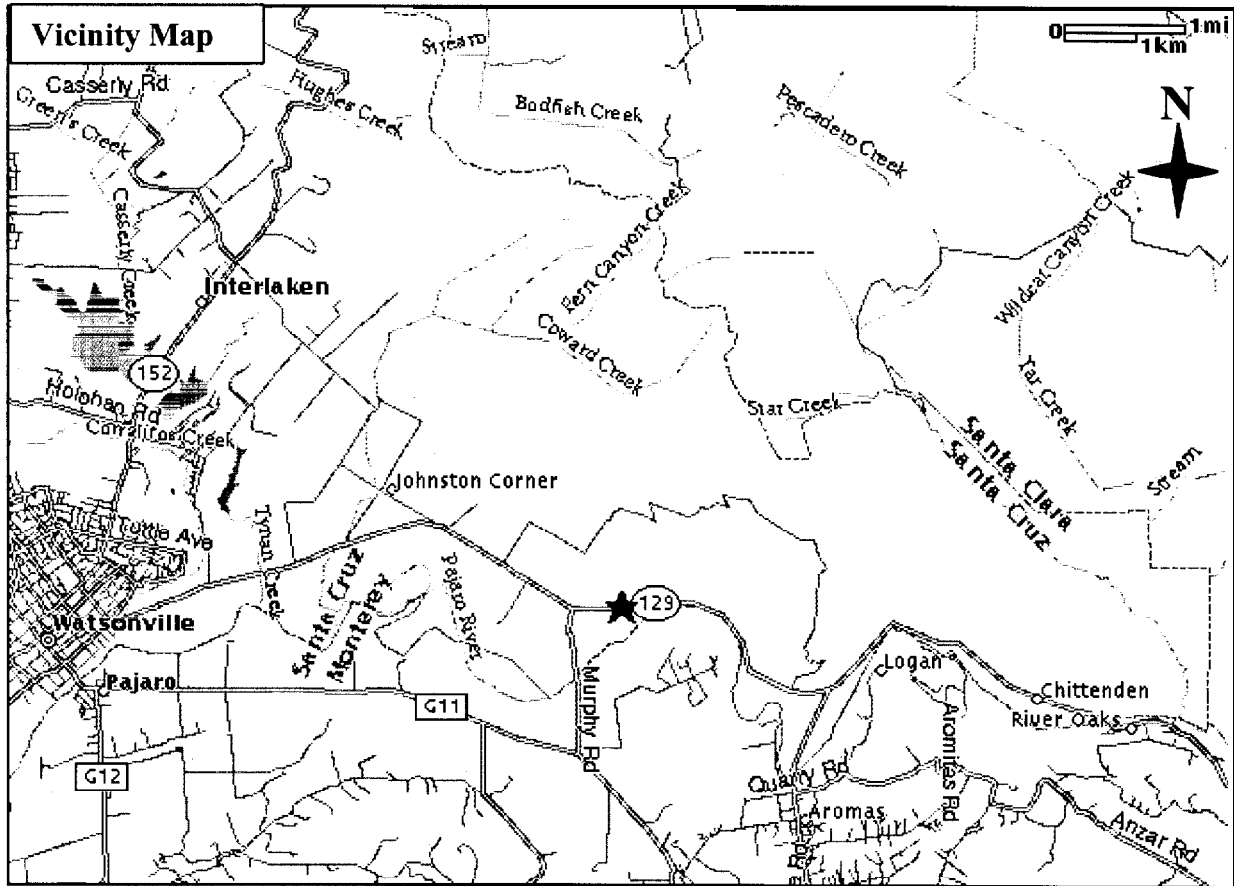 Vicinity Map
0 1mi
1km
N
Stream
Casserly Rd
Green's Creek
Hughes Creek
Bodfish Creek
Pescadero Creek
Casserly Creek
Fern Canyon Creek
Wildcat Canyon Creek
Interlaken
Coward Creek
152
Holohan Rd
Corralitos Creek
Star Creek
Tar Creek
Santa Clara
Santa Cruz
Stream
Johnston Corner
Tuttle Ave
Tynan Creek
Santa Cruz
Monterey
Pajaro River
129
Watsonville
Pajaro
G11
Murphy Rd
Logan
Chittenden
River Oaks
G12
Quarry Rd
Aromitas Rd
Aromas
Rd
Anzar Rd